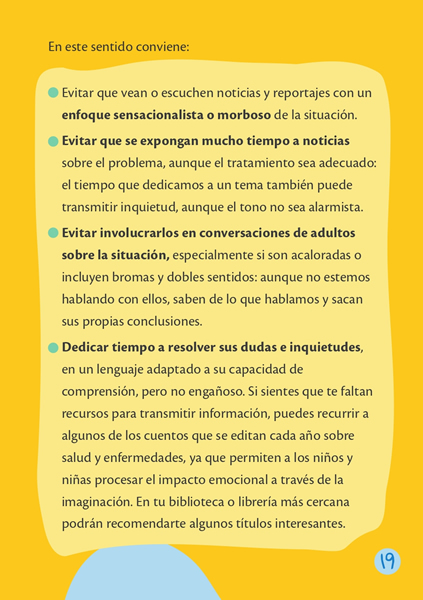 En este sentido conviene:
Evitar que vean o escuchen noticias y reportajes con un
enfoque sensacionalista o morboso de la situación.
Evitar que se expongan mucho tiempo a noticias
sobre el problema, aunque el tratamiento sea adecuado:
el tiempo que dedicamos a un tema también puede
transmitir inquietud, aunque el tono no sea alarmista.
Evitar involucrarlos en conversaciones de adultos
sobre la situación, especialmente si son acaloradas o
incluyen bromas y dobles sentidos: aunque no estemos
hablando con ellos, saben de lo que hablamos y sacan
sus propias conclusiones.
Dedicar tiempo a resolver sus dudas e inquietudes,
en un lenguaje adaptado a su capacidad de
comprensión, pero no engañoso. Si sientes que te faltan
recursos para transmitir información, puedes recurrir a
algunos de los cuentos que se editan cada año sobre
salud y enfermedades, ya que permiten a los niños y
niñas procesar el impacto emocional a través de la
imaginación. En tu biblioteca o librería más cercana
podrán recomendarte algunos títulos interesantes.
19